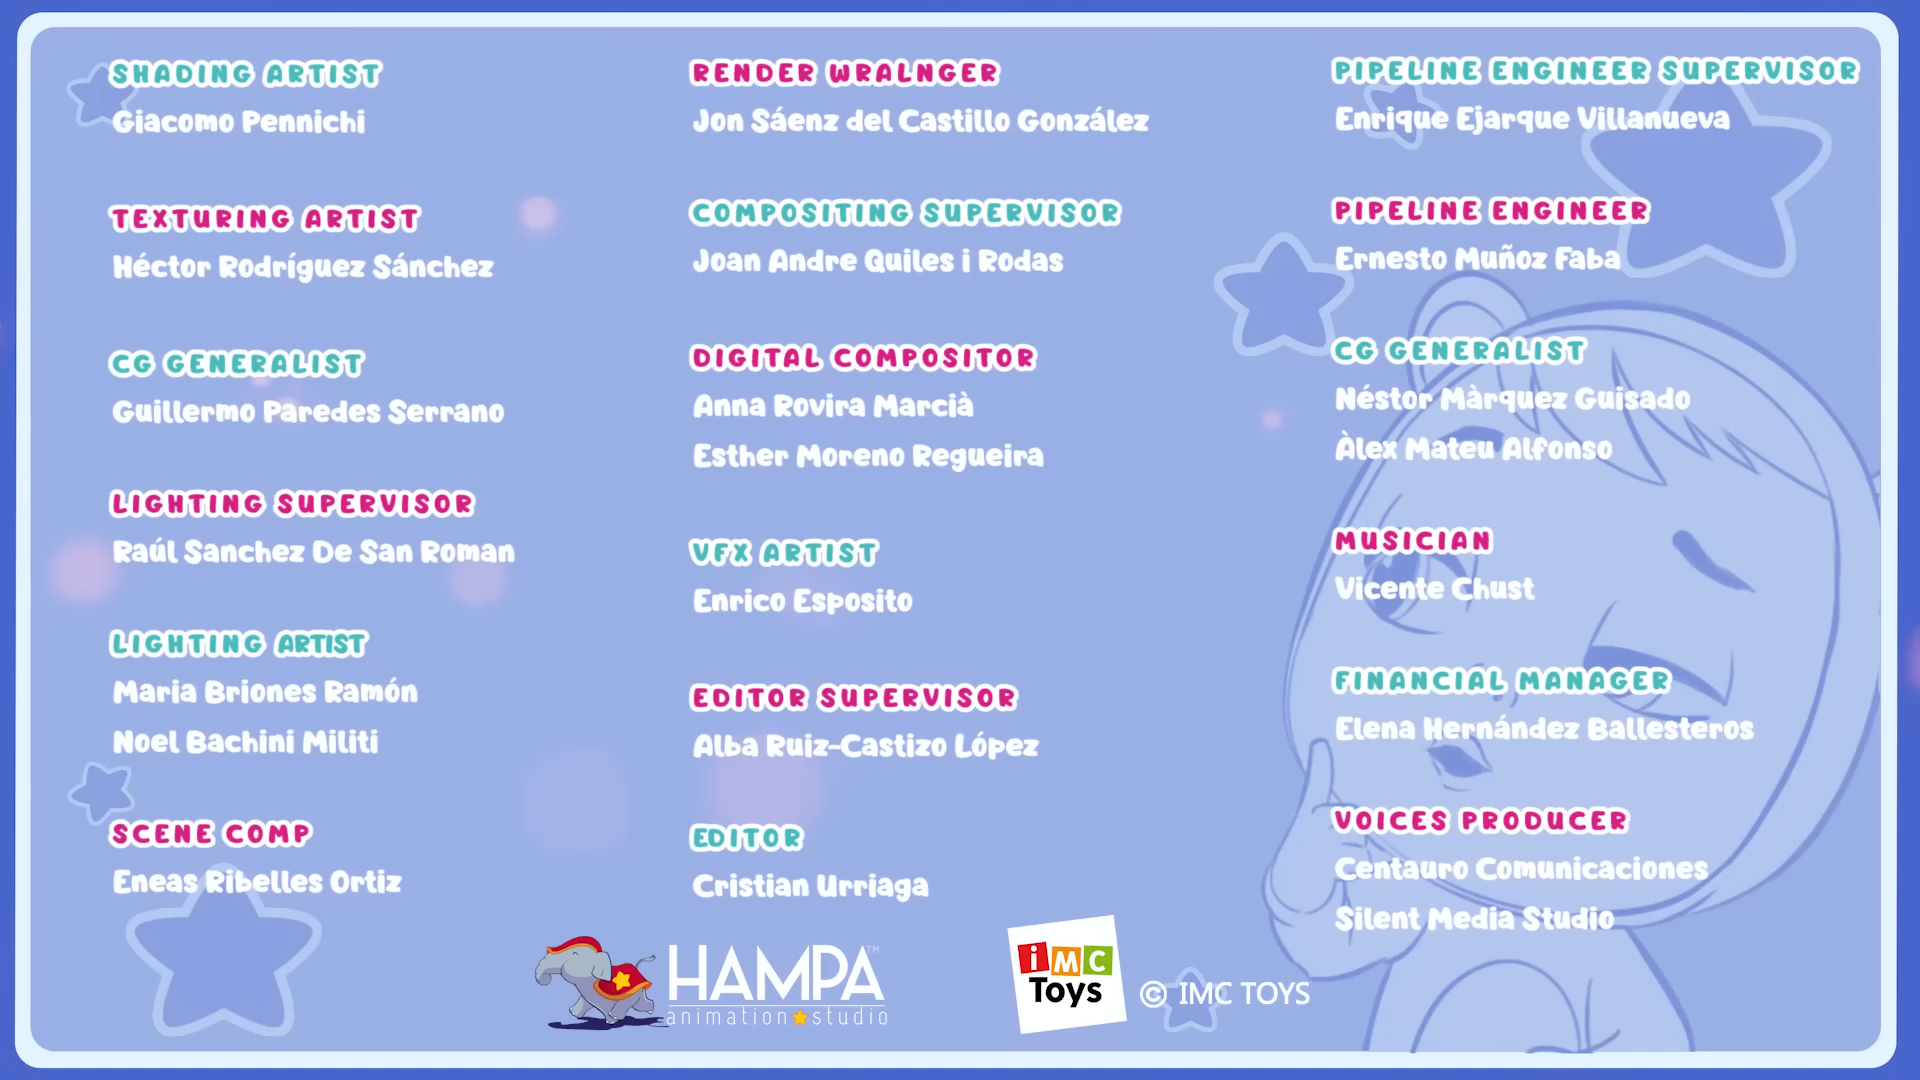 SHADING ARTIST
Giacomo Pennichi
TEXTURING ARTIST
Héctor Rodríguez Sánchez
CG GENERALIST
Guillermo Paredes Serrano
LIGHTING SUPERVISOR
Raúl Sanchez De San Roman
LIGHTING ARTIST
Maria Briones Ramón
Noel Bachini Militi
SCENE COMP
Eneas Ribelles Ortiz
RENDER WRALNGER
Jon Sáenz del Castillo González
COMPOSITING SUPERVISOR
Joan Andre Quiles i Rodas
DIGITAL COMPOSITOR
Anna Rovira Marcià
Esther Moreno Regueira
VFX ARTIST
Enrico Esposito
EDITOR SUPERVISOR
Alba Ruiz-Castizo López
EDITOR
Cristian Urriaga
PIPELINE ENGINEER SUPERVISOR
Enrique Ejarque Villanueva
PIPELINE ENGINEER
Ernesto Muñoz Faba
CG GENERALIST
Néstor Màrquez Guisado
Àlex Mateu Alfonso
MUSICIAN
Vicente Chust
FINANCIAL MANAGER
Elena Hernández Ballesteros
VOICES PRODUCER
Centauro Comunicaciones
Silent Media Studio
HAMPA™
animation studio
iMC
Toys
© IMC TOYS